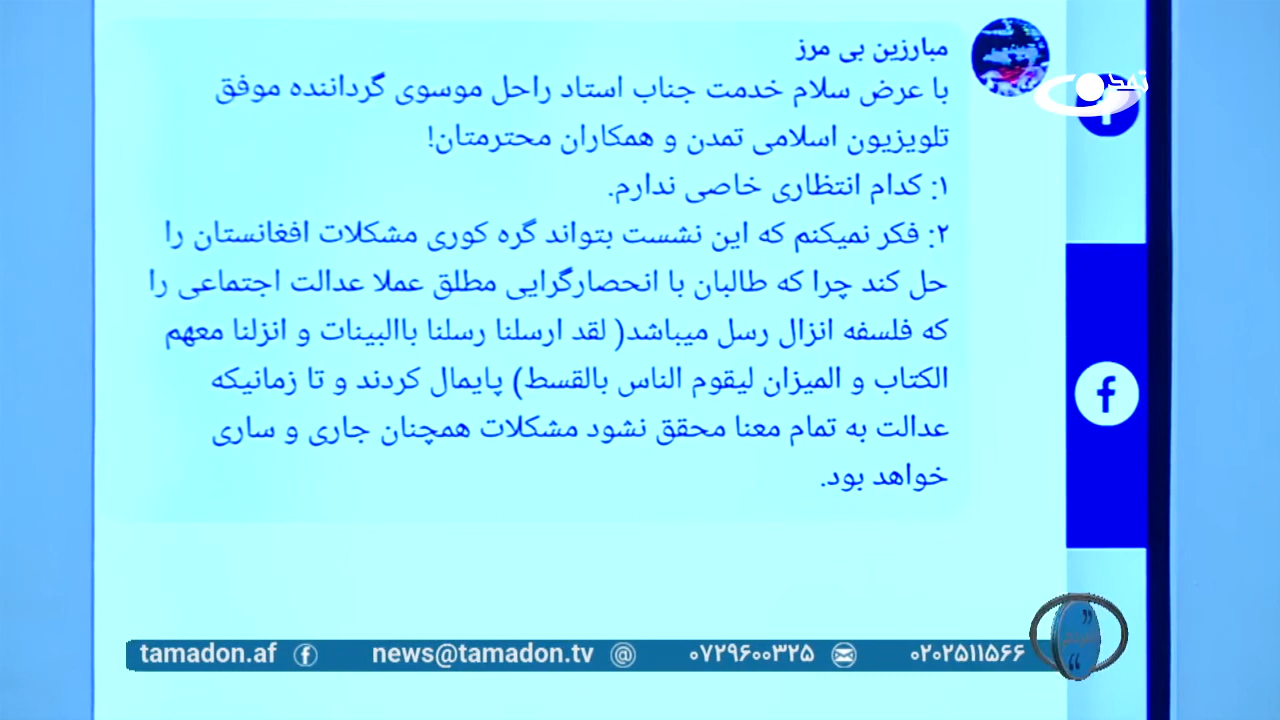 مبارزین بی مرز
با عرض سلام خدمت جناب استاد راحل موسوی گرداننده موفق
تلویزیون اسلامی تمدن و همکاران محترمتان!
۱: کدام انتظاری خاصی ندارم.
۲: فکر نمیکنم که این نشست بتواند گره کوری مشکلات افغانستان را
حل کند چرا که طالبان با انحصارگرایی مطلق عملا عدالت اجتماعی را
که فلسفه انزال رسل میباشد( لقد ارسلنا رسلنا باالبینات و انزلنا معهم
الکتاب و المیزان لیقوم الناس بالقسط) پایمال کردند و تا زمانیکه
عدالت به تمام معنا محقق نشود مشکلات همچنان جاری و ساری
خواهد بود.
tamadon.af news@tamadon.tv ۰۷۲۹۶۰۰۳۲۵ ۰۲۰۲۵۱۱۵۶۶